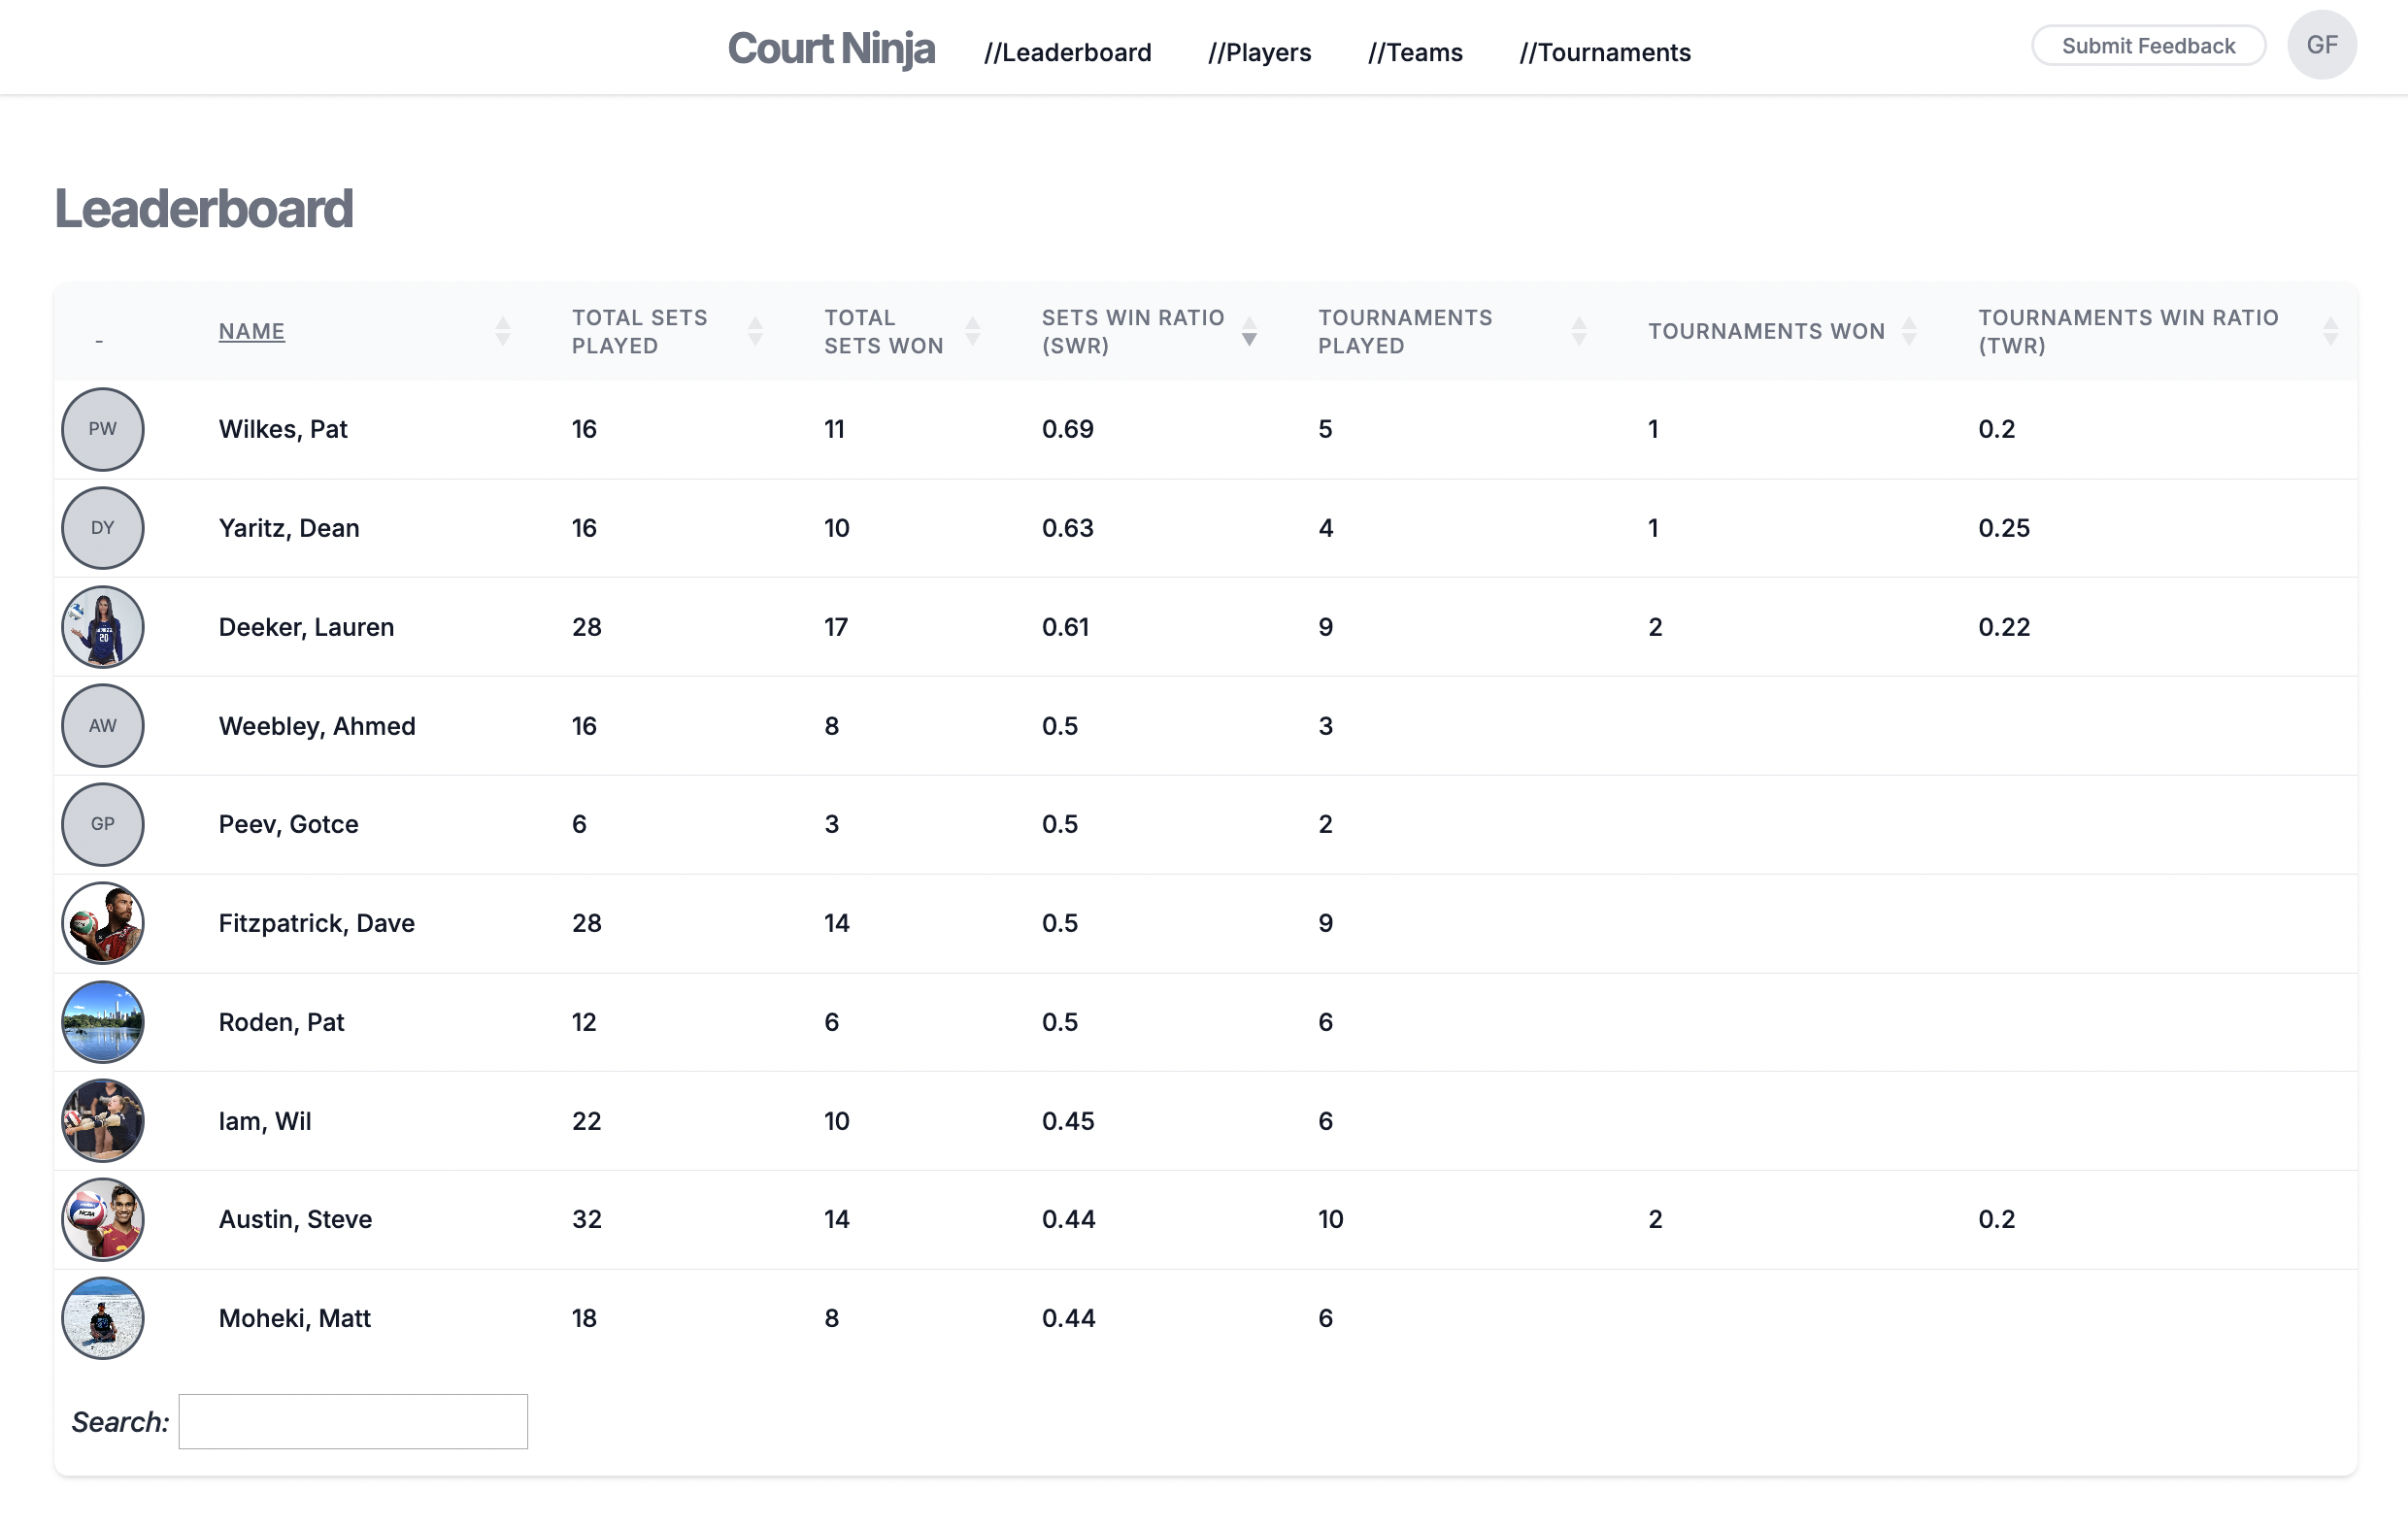 Court Ninja //Leaderboard //Players //Teams //Tournaments Submit Feedback GF
Leaderboard
- NAME TOTAL SETS PLAYED TOTAL SETS WON SETS WIN RATIO (SWR) TOURNAMENTS PLAYED TOURNAMENTS WON TOURNAMENTS WIN RATIO (TWR)
PW Wilkes, Pat 16 11 0.69 5 1 0.2
DY Yaritz, Dean 16 10 0.63 4 1 0.25
20 Deeker, Lauren 28 17 0.61 9 2 0.22
AW Weebley, Ahmed 16 8 0.5 3
GP Peev, Gotce 6 3 0.5 2
Fitzpatrick, Dave 28 14 0.5 9
Roden, Pat 12 6 0.5 6
Iam, Wil 22 10 0.45 6
NCAA Austin, Steve 32 14 0.44 10 2 0.2
Moheki, Matt 18 8 0.44 6
Search: